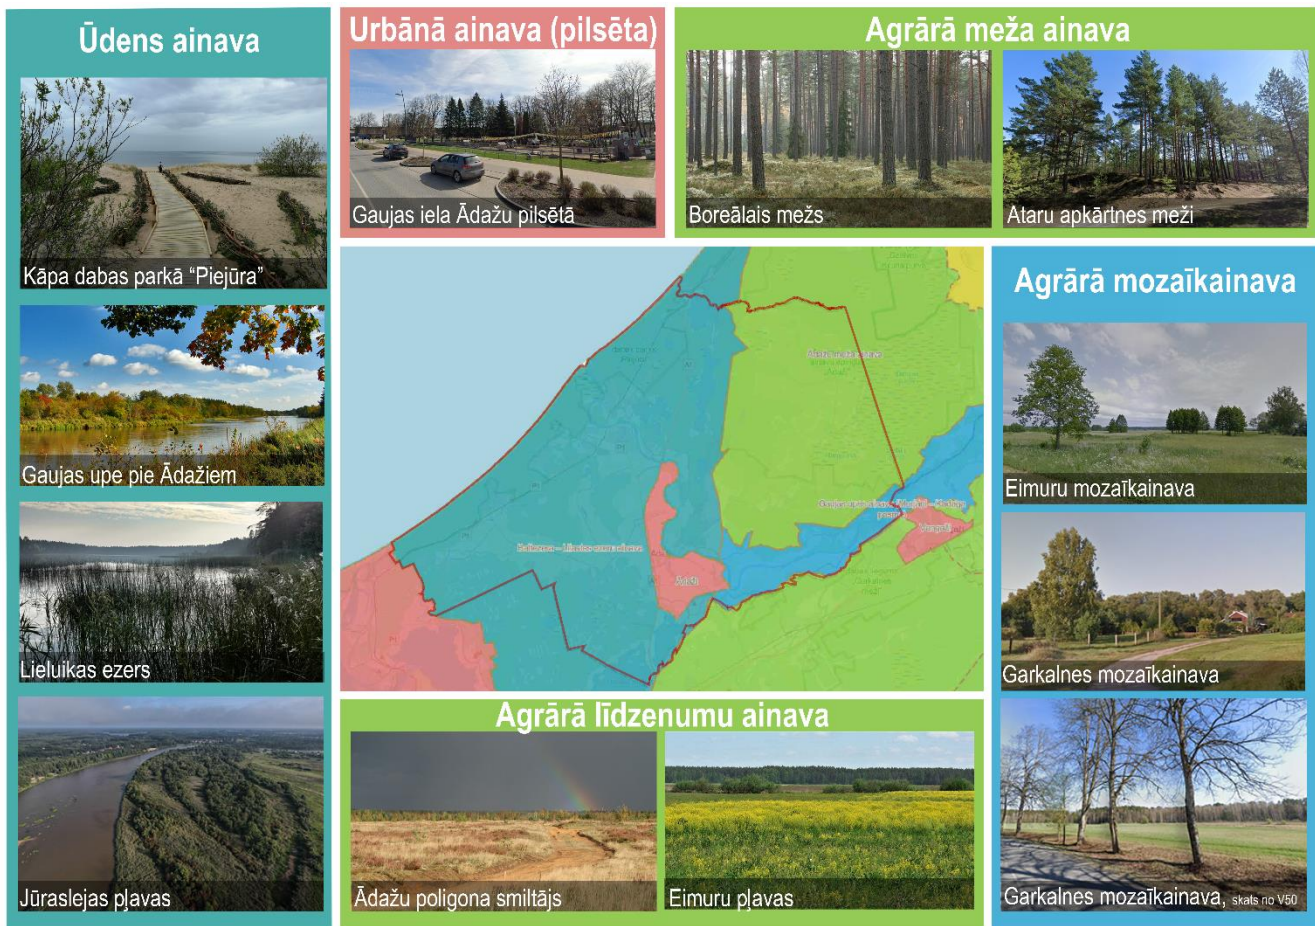 Ūdens ainava
Kāpa dabas parkā “Piejūra”
Gaujas upe pie Ādažiem
Lieluikas ezers
Jūraslejas pļavas
Urbānā ainava (pilsēta)
Gaujas iela Ādažu pilsētā
Agrārā meža ainava
Boreālais mežs
Ataru apkārtnes meži
Ādaži
Agrārā līdzenumu ainava
Ādažu poligona smiltājs
Eimuru pļavas
Agrārā mozaīkainava
Eimuru mozaīkainava
Garkalnes mozaīkainava
Garkalnes mozaīkainava, skats no V50